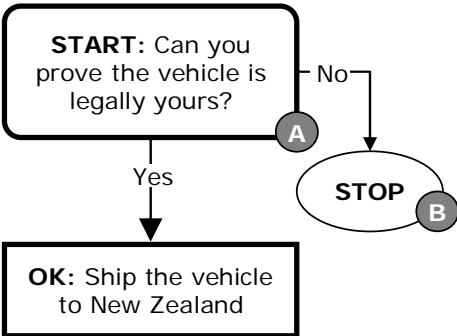 START: Can you
prove the vehicle is
legally yours?
No
A
Yes
STOP
B
OK: Ship the vehicle
to New Zealand